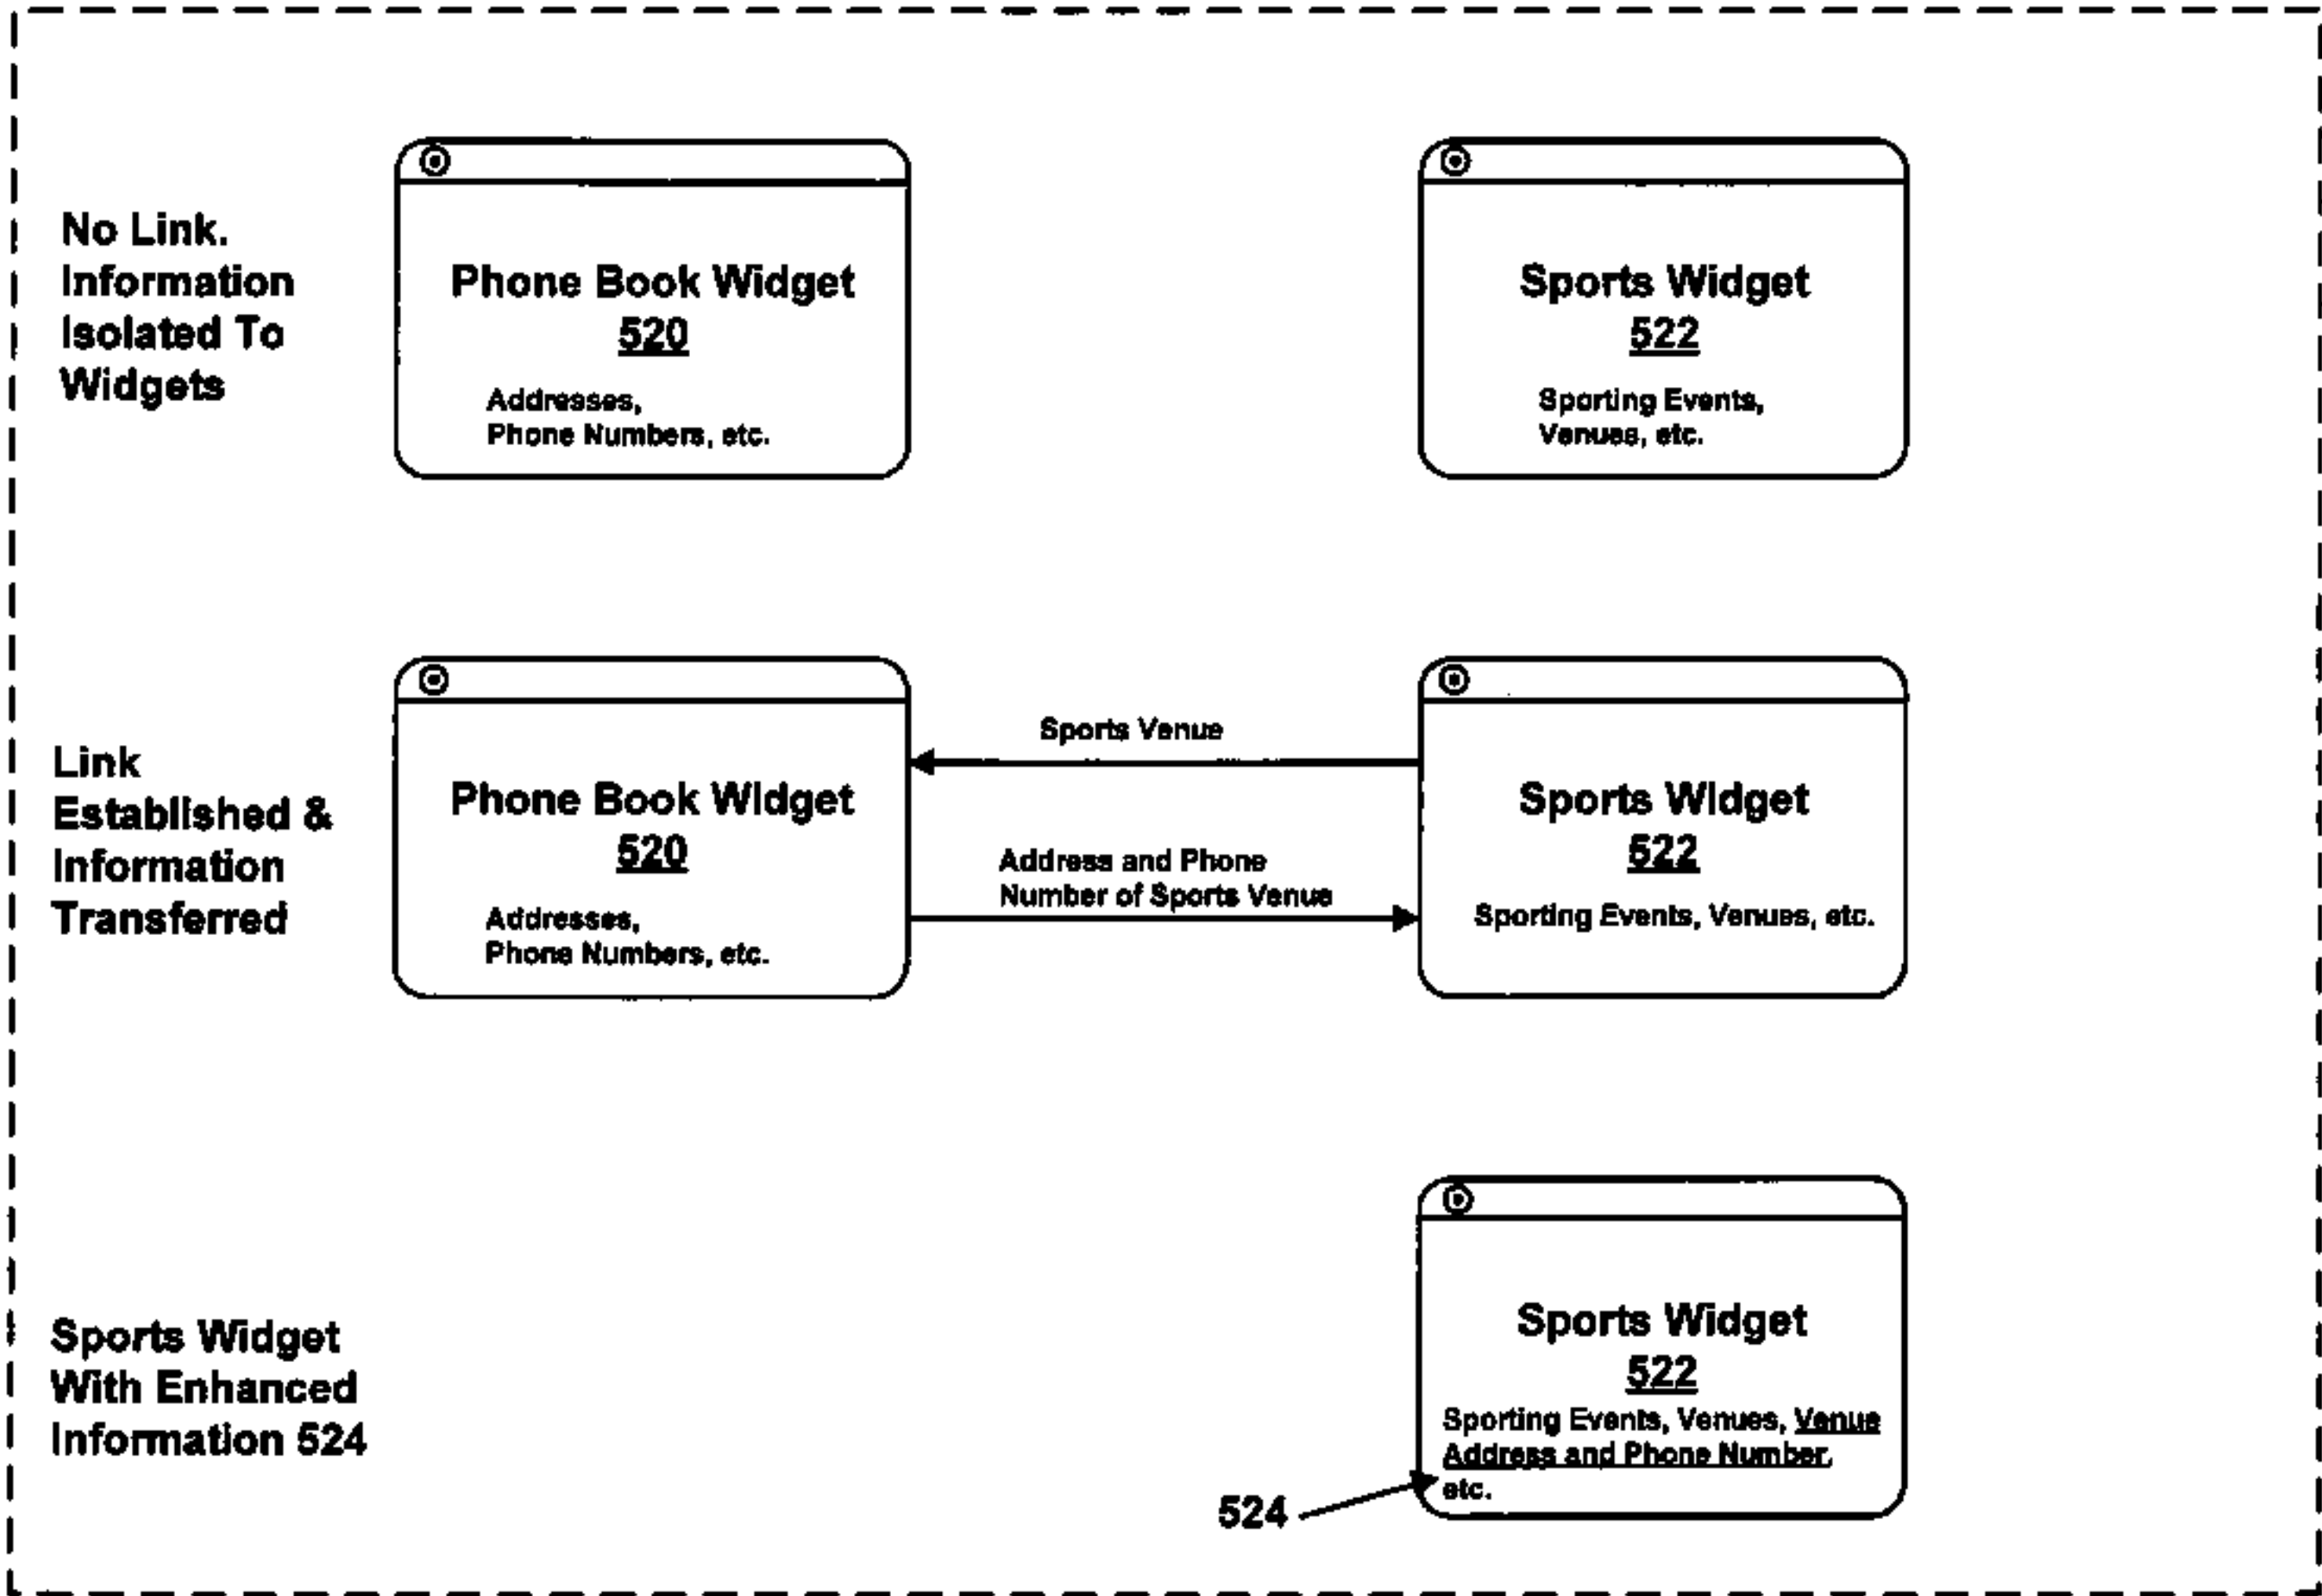 No Link.
Information
Isolated To
Widgets
Phone Book Widget
520
Addresses,
Phone Numbers, etc.
Sports Widget
522
Sporting Events,
Venues, etc.
Link
Established &
Information
Transferred
Phone Book Widget
520
Addresses,
Phone Numbers, etc.
Sports Venue
Address and Phone
Number of Sports Venue
Sports Widget
522
Sporting Events, Venues, etc.
Sports Widget
With Enhanced
Information 524
Sports Widget
522
Sporting Events, Venues, Venue
Address and Phone Number,
etc.
524